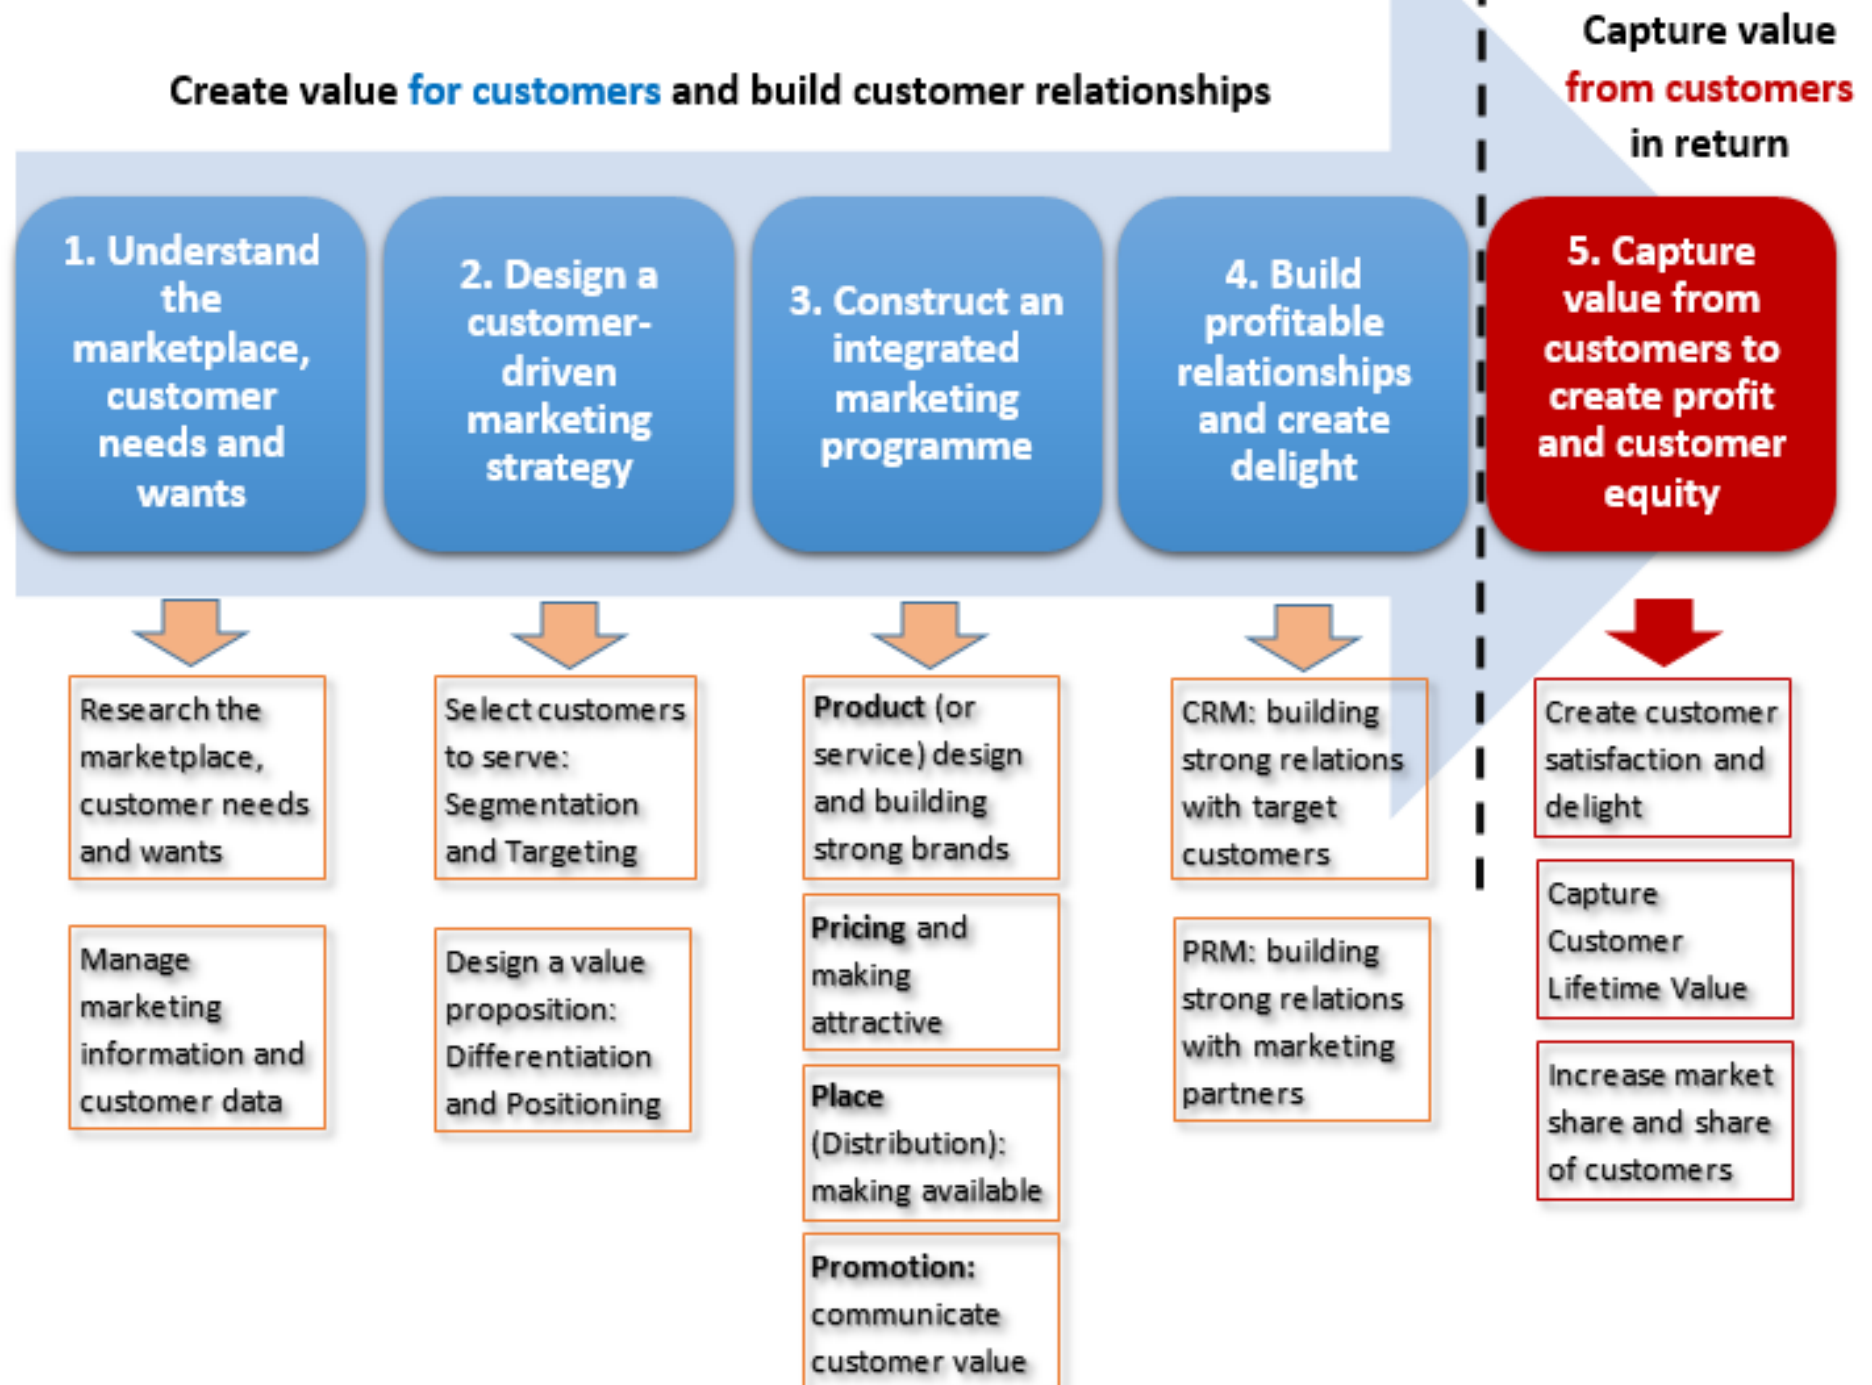 Create value for customers and build customer relationships
Capture value
from customers
in return
1. Understand
the
marketplace,
customer
needs and
wants
2. Design a
customer-
driven
marketing
strategy
3. Construct an
integrated
marketing
programme
4. Build
profitable
relationships
and create
delight
5. Capture
value from
customers to
create profit
and customer
equity
Research the
marketplace,
customer needs
and wants
Manage
marketing
information and
customer data
Select customers
to serve:
Segmentation
and Targeting
Design a value
proposition:
Differentiation
and Positioning
Product (or
service) design
and building
strong brands
Pricing and
making
attractive
Place
(Distribution):
making available
Promotion:
communicate
customer value
CRM: building
strong relations
with target
customers
PRM: building
strong relations
with marketing
partners
Create customer
satisfaction and
delight
Capture
Customer
Lifetime Value
Increase market
share and share
of customers